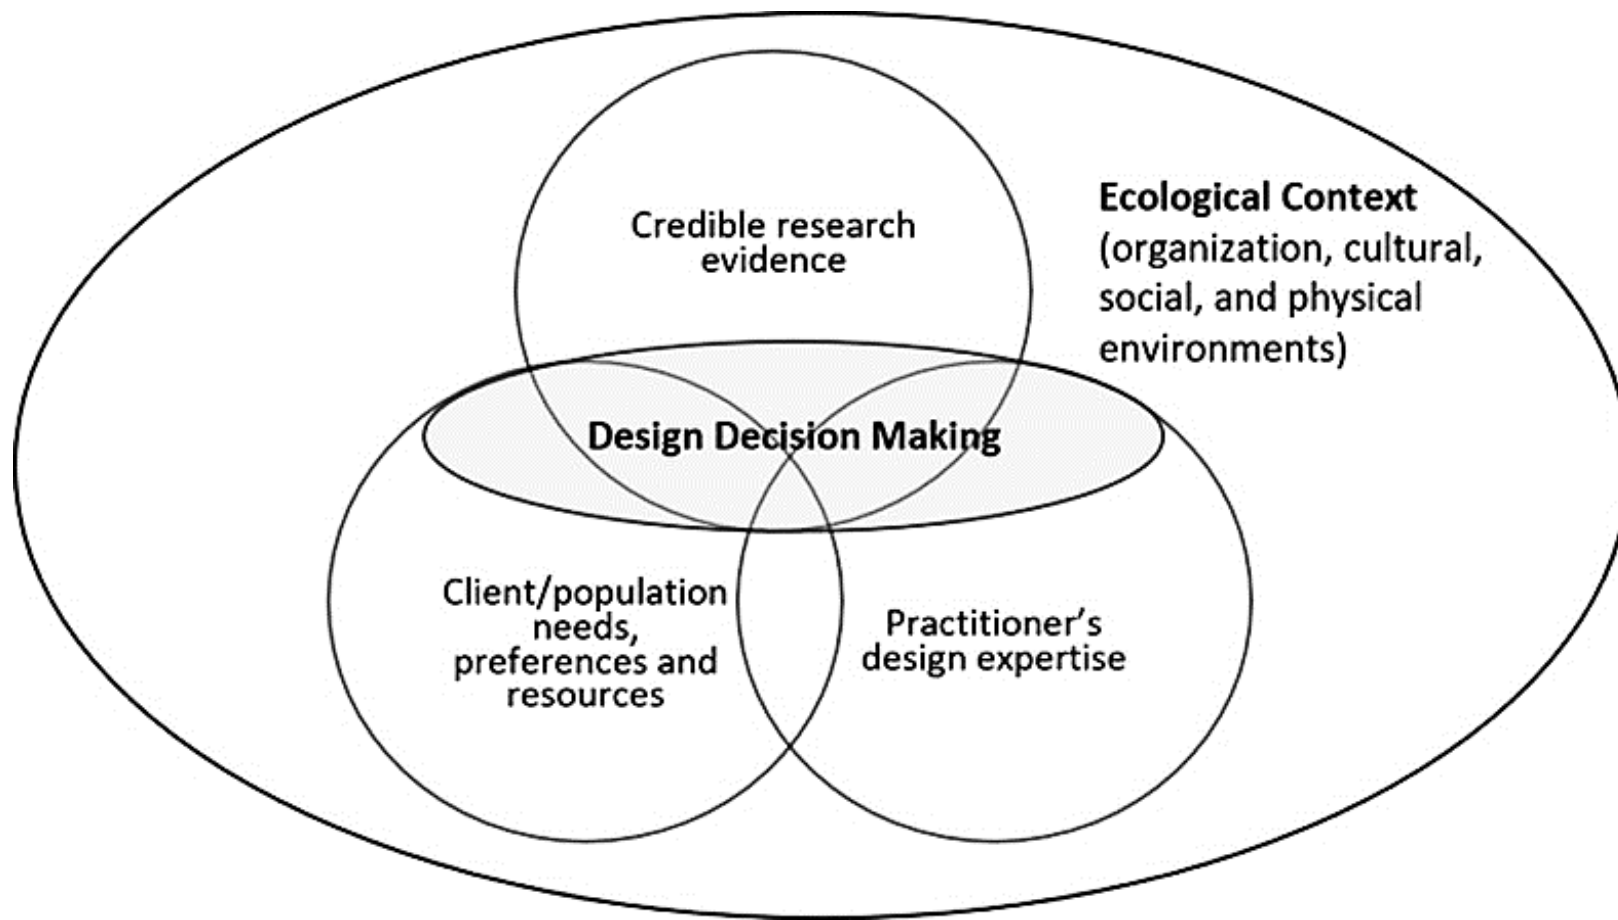 Credible research
evidence
Ecological Context
(organization, cultural,
social, and physical
environments)
Design Decision Making
Client/population
needs,
preferences and
resources
Practitioner’s
design expertise